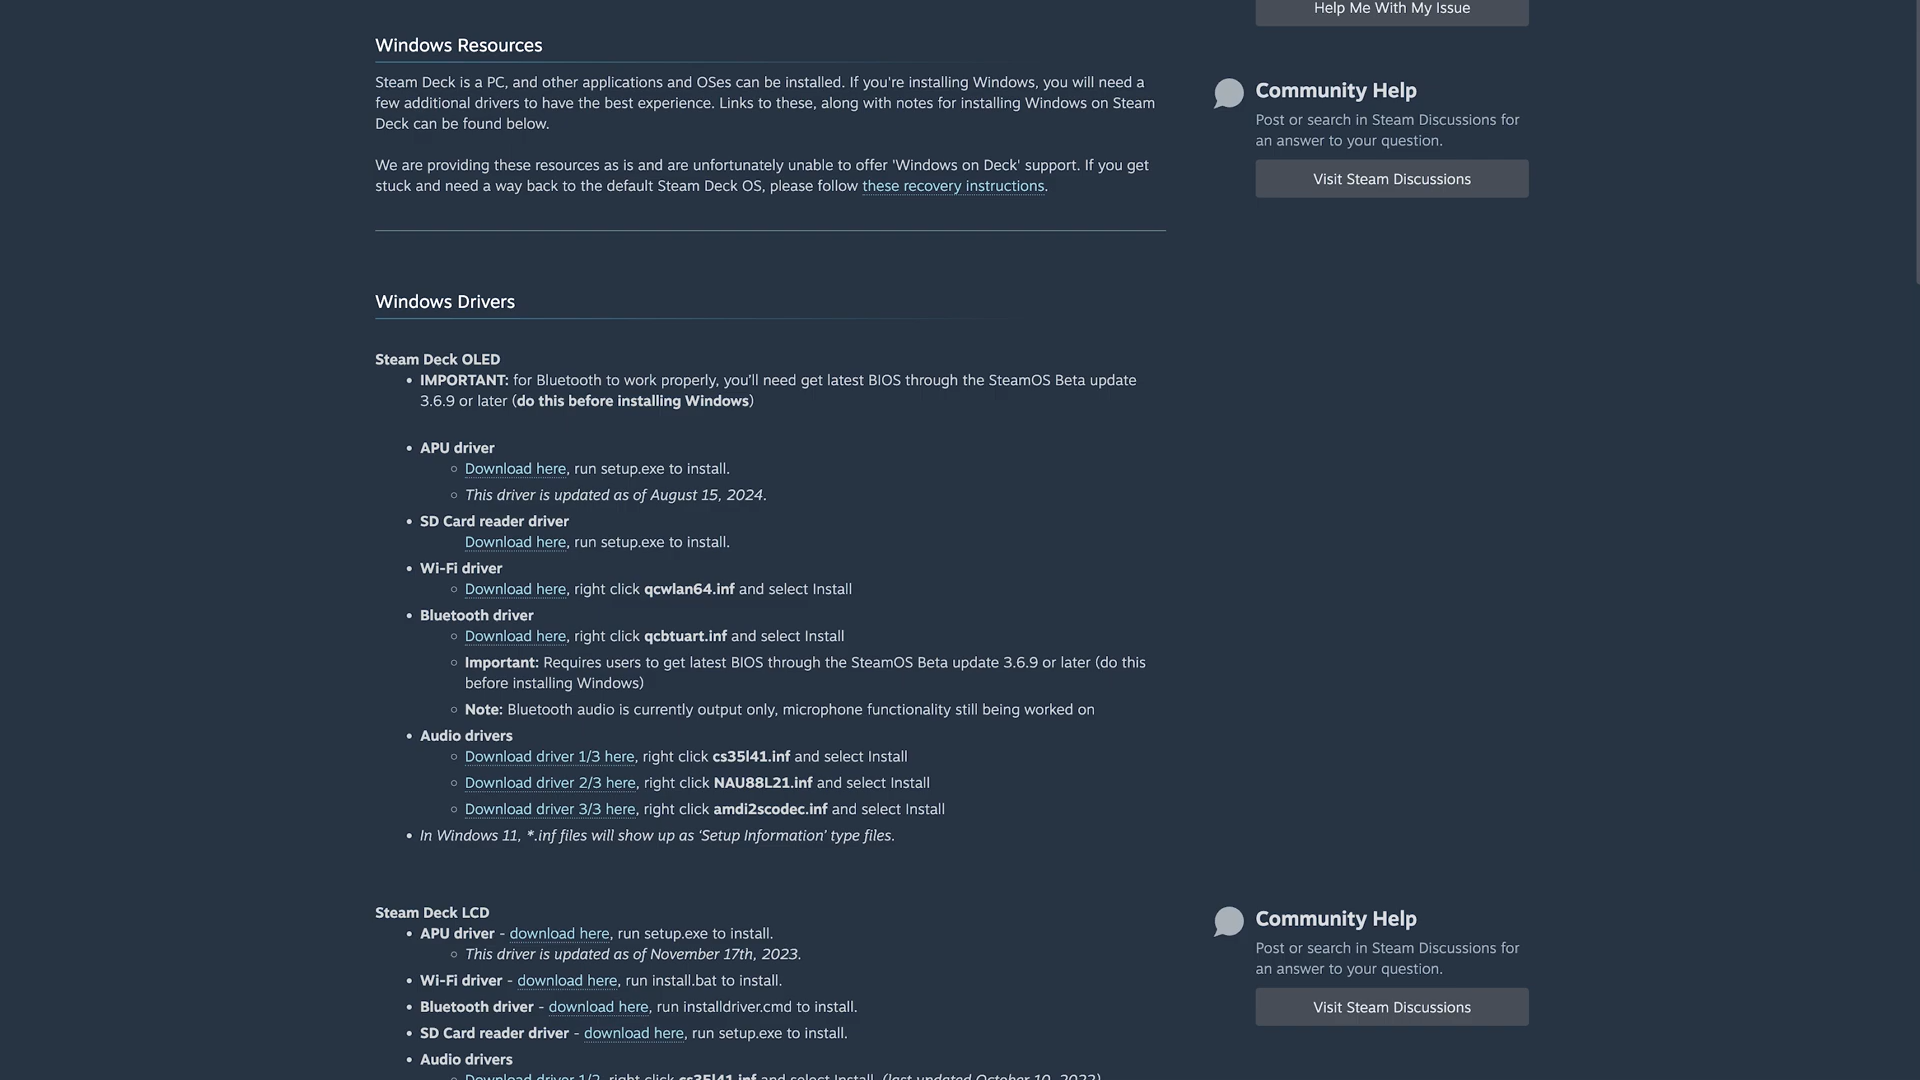 Help Me With My Issue
Windows Resources
Steam Deck is a PC, and other applications and OSes can be installed. If you're installing Windows, you will need a
few additional drivers to have the best experience. Links to these, along with notes for installing Windows on Steam
Deck can be found below.
We are providing these resources as is and are unfortunately unable to offer 'Windows on Deck' support. If you get
stuck and need a way back to the default Steam Deck OS, please follow these recovery instructions.
Community Help
Post or search in Steam Discussions for
an answer to your question.
Visit Steam Discussions
Windows Drivers
Steam Deck OLED
• IMPORTANT: for Bluetooth to work properly, you'll need get latest BIOS through the SteamOS Beta update
3.6.9 or later (do this before installing Windows)
• APU driver
◦ Download here, run setup.exe to install.
◦ This driver is updated as of August 15, 2024.
• SD Card reader driver
Download here, run setup.exe to install.
• Wi-Fi driver
◦ Download here, right click qcwlan64.inf and select Install
• Bluetooth driver
◦ Download here, right click qcbtuart.inf and select Install
◦ Important: Requires users to get latest BIOS through the SteamOS Beta update 3.6.9 or later (do this
before installing Windows)
◦ Note: Bluetooth audio is currently output only, microphone functionality still being worked on
• Audio drivers
◦ Download driver 1/3 here, right click cs35l41.inf and select Install
◦ Download driver 2/3 here, right click NAU88L21.inf and select Install
◦ Download driver 3/3 here, right click amdi2scodec.inf and select Install
• In Windows 11, *.inf files will show up as ‘Setup Information’ type files.
Steam Deck LCD
• APU driver - download here, run setup.exe to install.
◦ This driver is updated as of November 17th, 2023.
• Wi-Fi driver - download here, run install.bat to install.
• Bluetooth driver - download here, run installdriver.cmd to install.
• SD Card reader driver - download here, run setup.exe to install.
• Audio drivers
◦ Download driver 1/2, right click cs35l41.inf and select Install. (last updated October 10, 2022)
Community Help
Post or search in Steam Discussions for
an answer to your question.
Visit Steam Discussions